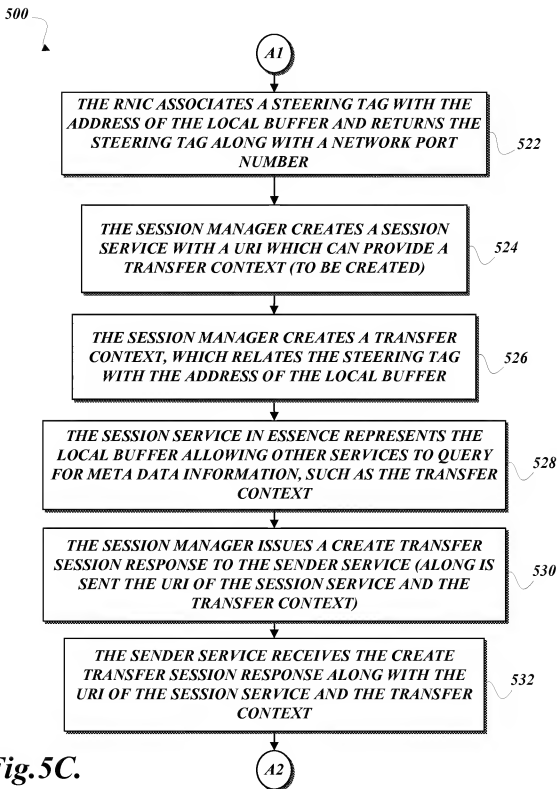 500
A1
THE RNIC ASSOCIATES A STEERING TAG WITH THE
ADDRESS OF THE LOCAL BUFFER AND RETURNS THE
STEERING TAG ALONG WITH A NETWORK PORT
NUMBER
522
THE SESSION MANAGER CREATES A SESSION
SERVICE WITH A URI WHICH CAN PROVIDE A
TRANSFER CONTEXT (TO BE CREATED)
524
THE SESSION MANAGER CREATES A TRANSFER
CONTEXT, WHICH RELATES THE STEERING TAG
WITH THE ADDRESS OF THE LOCAL BUFFER
526
THE SESSION SERVICE IN ESSENCE REPRESENTS THE
LOCAL BUFFER ALLOWING OTHER SERVICES TO QUERY
FOR META DATA INFORMATION, SUCH AS THE TRANSFER
CONTEXT
528
THE SESSION MANAGER ISSUES A CREATE TRANSFER
SESSION RESPONSE TO THE SENDER SERVICE (ALONG IS
SENT THE URI OF THE SESSION SERVICE AND THE
TRANSFER CONTEXT)
530
THE SENDER SERVICE RECEIVES THE CREATE
TRANSFER SESSION RESPONSE ALONG WITH THE
URI OF THE SESSION SERVICE AND THE TRANSFER
CONTEXT
532
A2
Fig.5C.